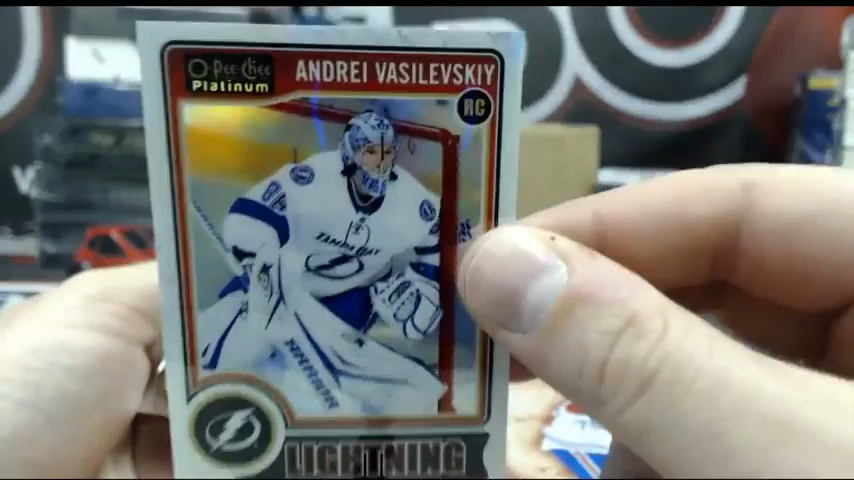 O-Pee-Chee
Platinum
ANDREI VASILEVSKIY
RC
TAMPA BAY
LIGHTNING